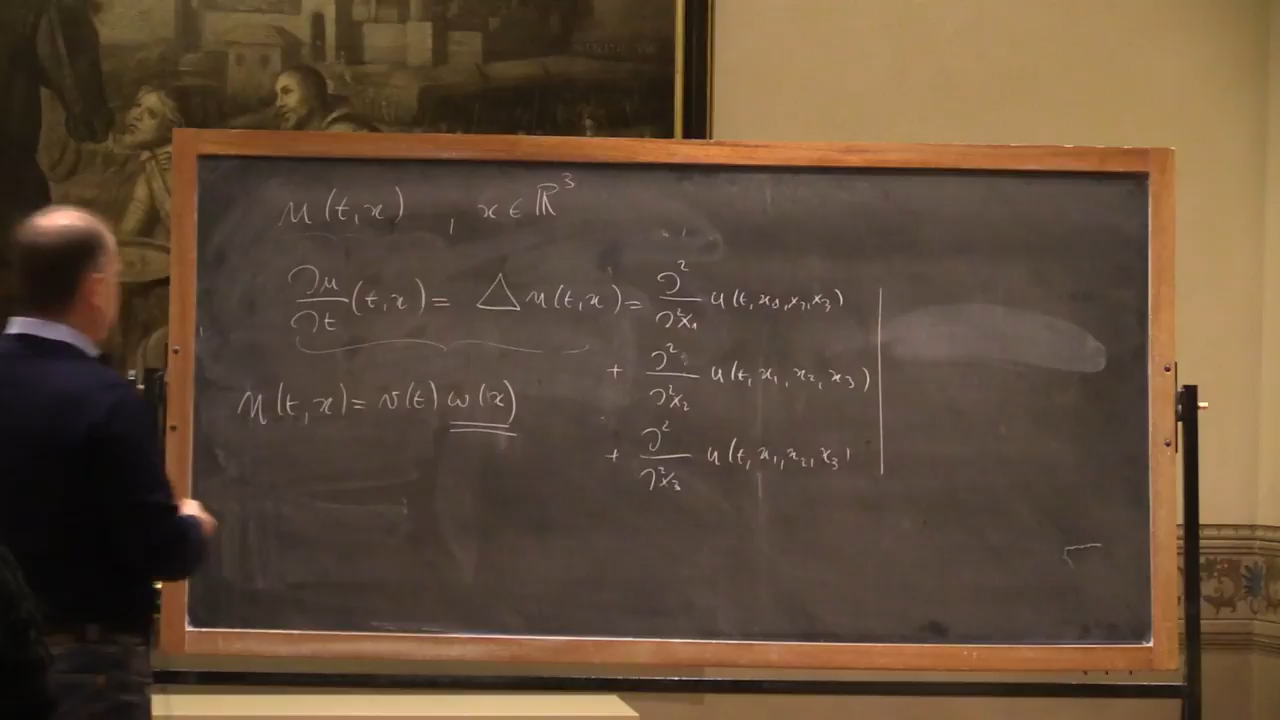 u(t,x) , x ∈ ℝ³
∂u/∂t (t,x) = Δ u(t,x) = ∂²/∂²x₁ u(t,x₁,x₂,x₃)
+ ∂²/∂²x₂ u(t,x₁,x₂,x₃)
u(t,x) = v(t) w(x)
+ ∂²/∂²x₃ u(t,x₁,x₂,x₃)